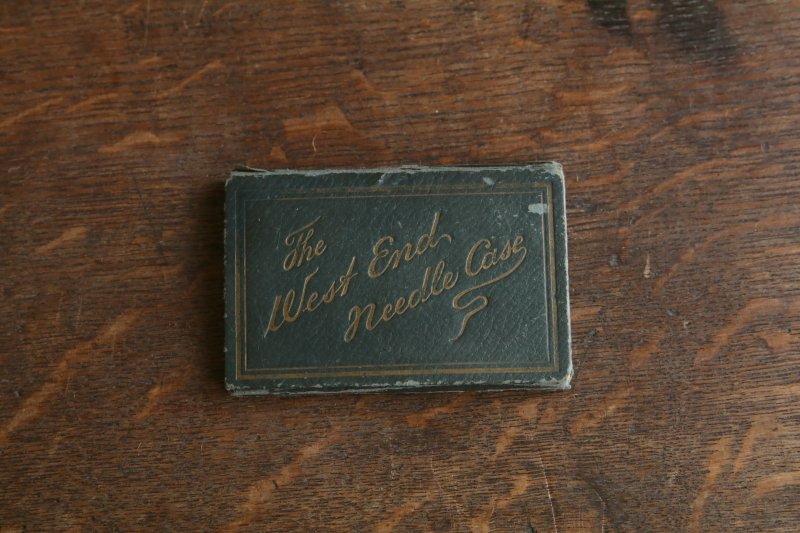 The
West End
Needle Case